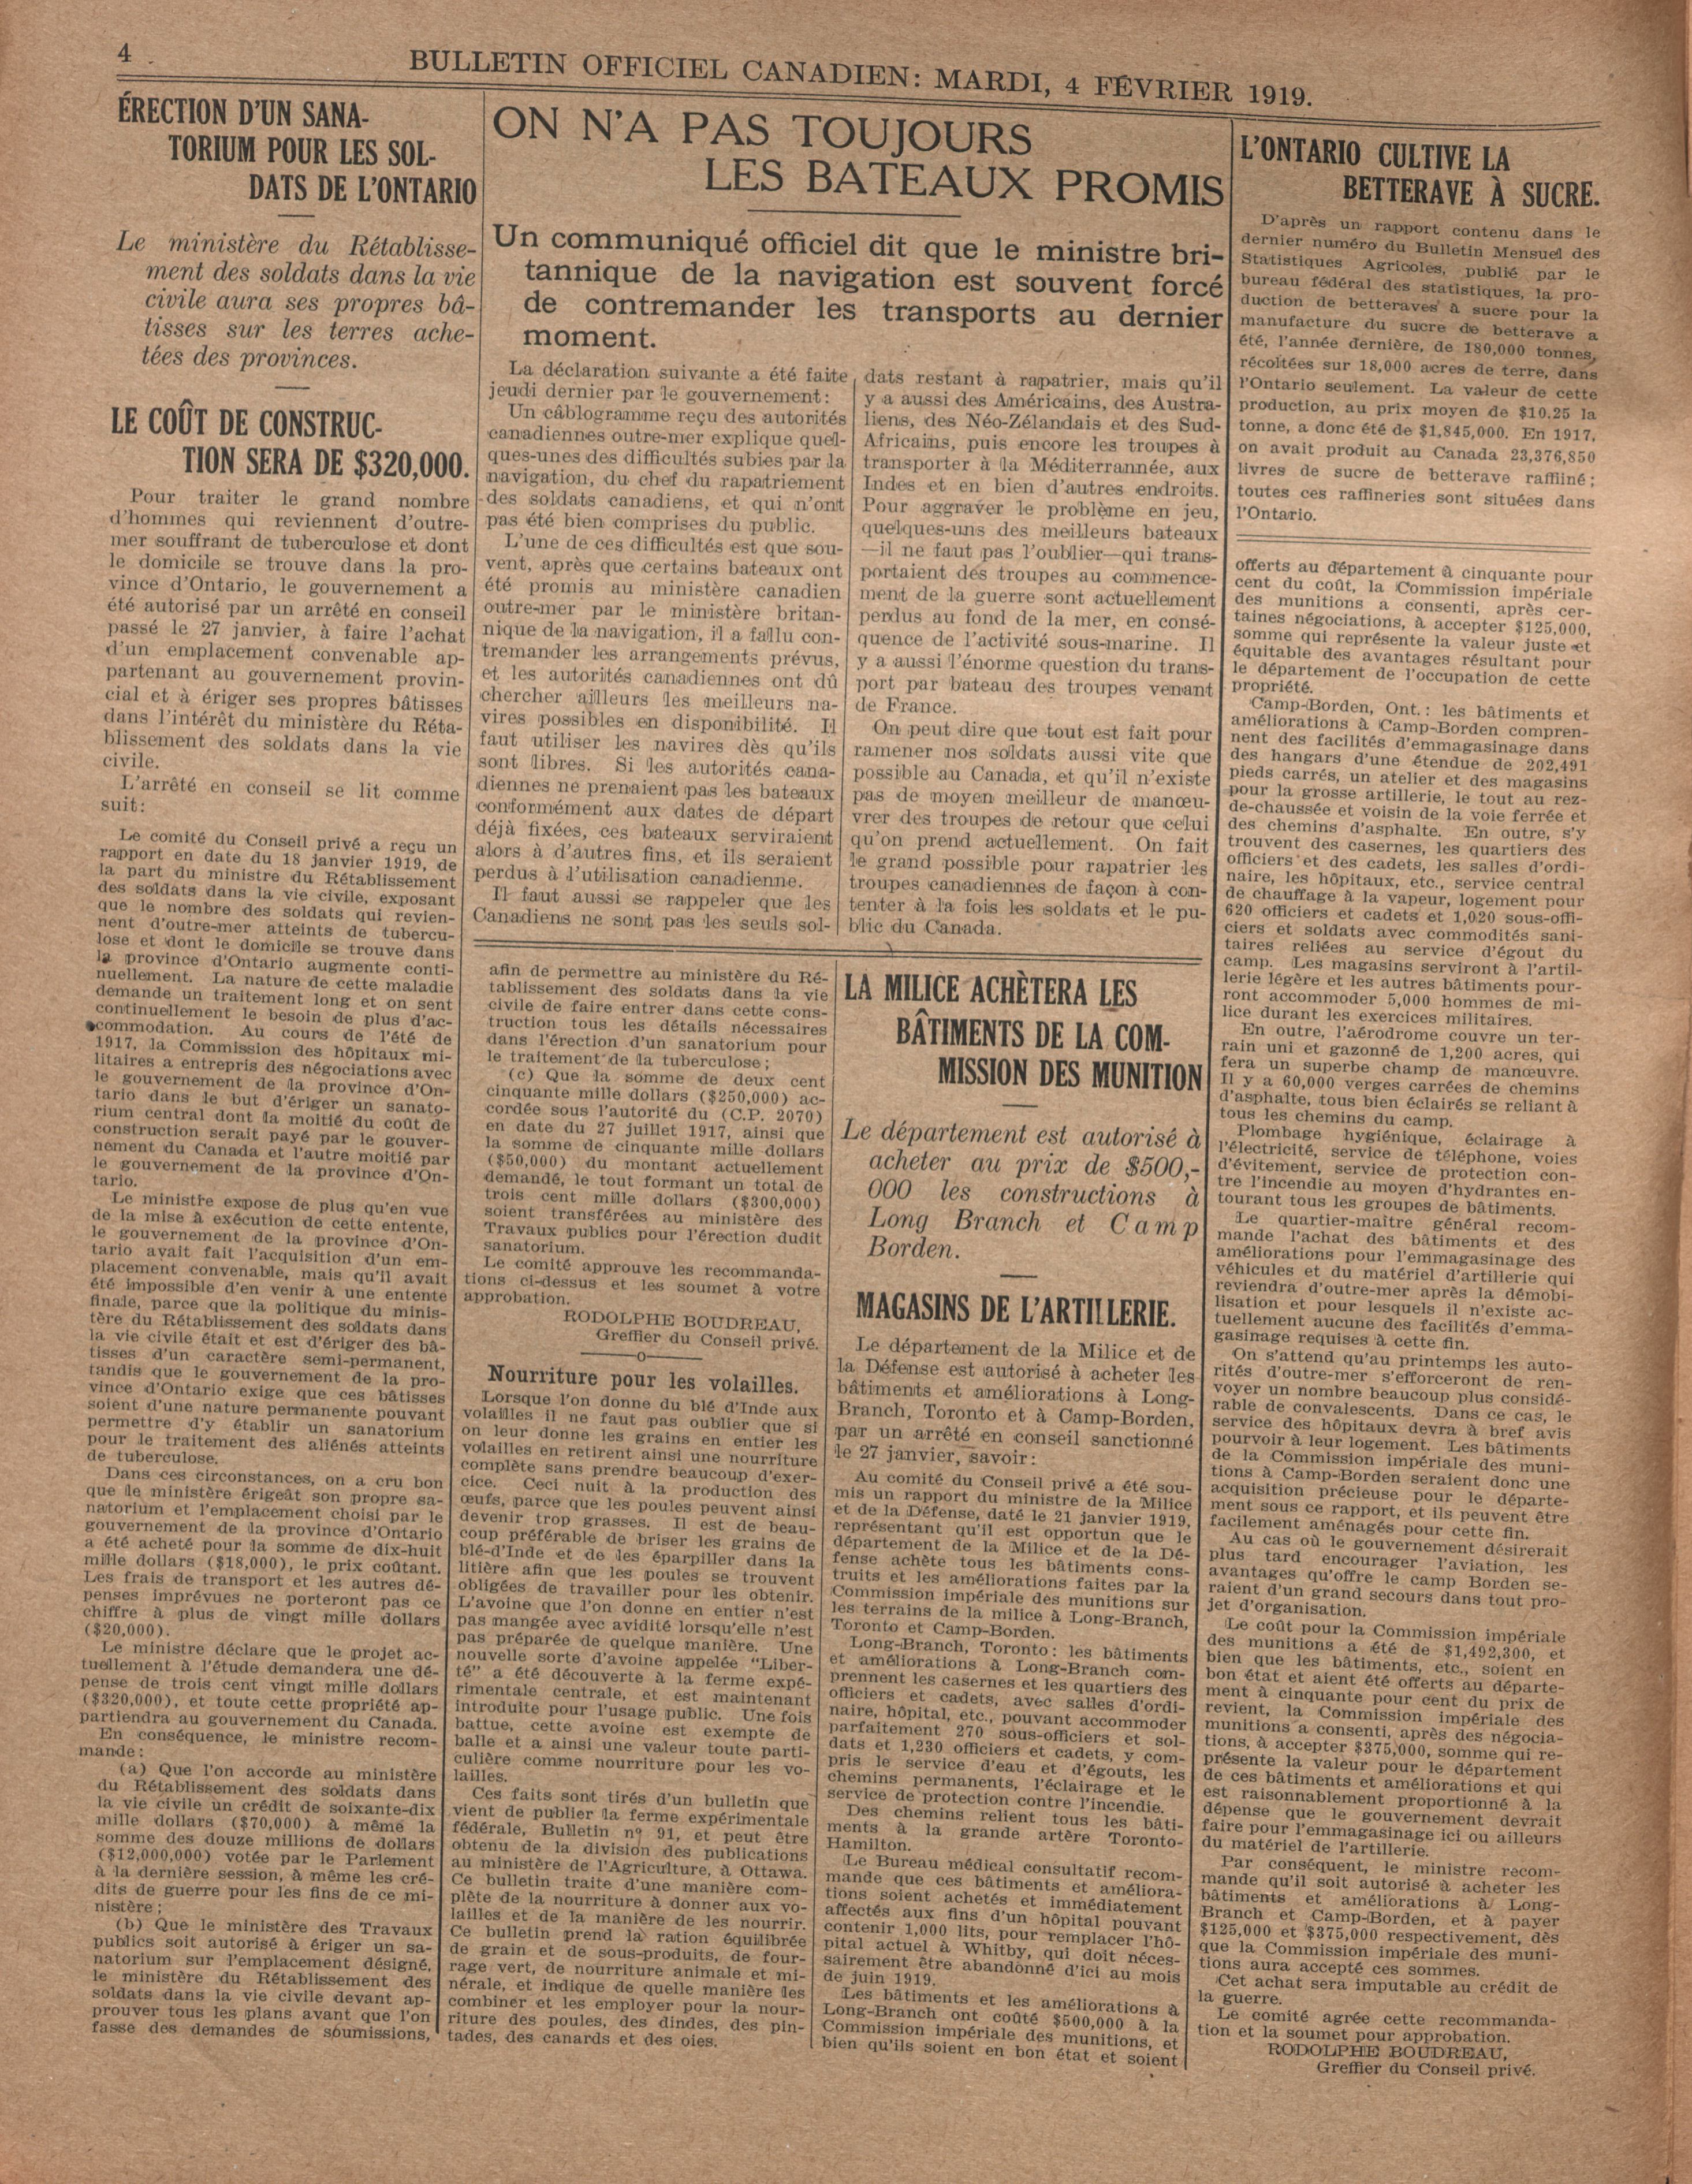 4
BULLETIN OFFICIEL CANADIEN: MARDI, 4 FÉVRIER 1919.
ÉRECTION D'UN SANA-
TORIUM POUR LES SOL-
DATS DE L'ONTARIO
Le ministère du Rétablisse-
ment des soldats dans la vie
civile aura ses propres bâ-
tisses sur les terres ache-
tées des provinces.
LE COÛT DE CONSTRUC-
TION SERA DE $320,000.
Pour traiter le grand nombre
d'hommes qui reviennent d'outre-
mer souffrant de tuberculose et dont
le domicile se trouve dans la pro-
vince d'Ontario, le gouvernement a
été autorisé par un arrêté en conseil
passé le 27 janvier, à faire l'achat
d'un emplacement convenable ap-
partenant au gouvernement provin-
cial et à ériger ses propres bâtisses
dans l'intérêt du ministère du Réta-
blissement des soldats dans la vie
civile.
L'arrêté en conseil se lit comme
suit:
Le comité du Conseil privé a reçu un
rapport en date du 18 janvier 1919, de
la part du ministre du Rétablissement
des soldats dans la vie civile, exposant
que le nombre des soldats qui revien-
nent d'outre-mer atteints de tubercu-
lose et dont le domicile se trouve dans
la province d'Ontario augmente conti-
nuellement. La nature de cette maladie
demande un traitement long et on sent
continuellement le besoin de plus d'ac-
commodation. Au cours de l'été de
1917, la Commission des hôpitaux mi-
litaires a entrepris des négociations avec
le gouvernement de la province d'On-
tario dans le but d'ériger un sanato-
rium central dont la moitié du coût de
construction serait payé par le gouver-
nement du Canada et l'autre moitié par
le gouvernement de la province d'On-
tario.
Le ministre expose de plus qu'en vue
de la mise à exécution de cette entente,
le gouvernement de la province d'On-
tario avait fait l'acquisition d'un em-
placement convenable, mais qu'il avait
été impossible d'en venir à une entente
finale, parce que la politique du minis-
tère du Rétablissement des soldats dans
la vie civile était et est d'ériger des bâ-
tisses d'un caractère semi-permanent,
tandis que le gouvernement de la pro-
vince d'Ontario exige que ces bâtisses
soient d'une nature permanente pouvant
permettre d'y établir un sanatorium
pour le traitement des aliénés atteints
de tuberculose.
Dans ces circonstances, on a cru bon
que le ministère érigeât son propre sa-
natorium et l'emplacement choisi par le
gouvernement de la province d'Ontario
a été acheté pour la somme de dix-huit
mille dollars ($18,000), le prix coûtant.
Les frais de transport et les autres dé-
penses imprévues ne porteront pas ce
chiffre à plus de vingt mille dollars
($20,000).
Le ministre déclare que le projet ac-
tuellement à l'étude demandera une dé-
pense de trois cent vingt mille dollars
($320,000), et toute cette propriété ap-
partiendra au gouvernement du Canada.
En conséquence, le ministre recom-
mande:
(a) Que l'on accorde au ministère
du Rétablissement des soldats dans
la vie civile un crédit de soixante-dix
mille dollars ($70,000) à même la
somme des douze millions de dollars
($12,000,000) votée par le Parlement
à la dernière session, à même les cré-
dits de guerre pour les fins de ce mi-
nistère;
(b) Que le ministère des Travaux
publics soit autorisé à ériger un sa-
natorium sur l'emplacement désigné,
le ministère du Rétablissement des
soldats dans la vie civile devant ap-
prouver tous les plans avant que l'on
fasse des demandes de soumissions,
ON N'A PAS TOUJOURS
LES BATEAUX PROMIS
Un communiqué officiel dit que le ministre bri-
tannique de la navigation est souvent forcé
de contremander les transports au dernier
moment.
La déclaration suivante a été faite
jeudi dernier par le gouvernement:
Un câblogramme reçu des autorités
canadiennes outre-mer explique quel-
ques-unes des difficultés subies par la
navigation, du chef du rapatriement
des soldats canadiens, et qui n'ont
pas été bien comprises du public.
L'une de ces difficultés est que sou-
vent, après que certains bateaux ont
été promis au ministère canadien
outre-mer par le ministère britan-
nique de la navigation, il a fallu con-
tremander les arrangements prévus,
et les autorités canadiennes ont dû
chercher ailleurs les meilleurs na-
vires possibles en disponibilité. Il
faut utiliser les navires dès qu'ils
sont libres. Si les autorités cana-
diennes ne prenaient pas les bateaux
conformément aux dates de départ
déjà fixées, ces bateaux serviraient
alors à d'autres fins, et ils seraient
perdus à l'utilisation canadienne.
Il faut aussi se rappeler que les
Canadiens ne sont pas les seuls sol-
dats restant à rapatrier, mais qu'il
y a aussi des Américains, des Austra-
liens, des Néo-Zélandais et des Sud-
Africains, puis encore les troupes à
transporter à la Méditerrannée, aux
Indes et en bien d'autres endroits.
Pour aggraver le problème en jeu,
quelques-uns des meilleurs bateaux
—il ne faut pas l'oublier—qui trans-
portaient des troupes au commence-
ment de la guerre sont actuellement
perdus au fond de la mer, en consé-
quence de l'activité sous-marine. Il
y a aussi l'énorme question du trans-
port par bateau des troupes venant
de France.
On peut dire que tout est fait pour
ramener nos soldats aussi vite que
possible au Canada, et qu'il n'existe
pas de moyen meilleur de manœu-
vrer des troupes de retour que celui
qu'on prend actuellement. On fait
le grand possible pour rapatrier les
troupes canadiennes de façon à con-
tenter à la fois les soldats et le pu-
blic du Canada.
afin de permettre au ministère du Ré-
tablissement des soldats dans la vie
civile de faire entrer dans cette cons-
truction tous les détails nécessaires
dans l'érection d'un sanatorium pour
le traitement de la tuberculose;
(c) Que la somme de deux cent
cinquante mille dollars ($250,000) ac-
cordée sous l'autorité du (C.P. 2070)
en date du 27 juillet 1917, ainsi que
la somme de cinquante mille dollars
($50,000) du montant actuellement
demandé, le tout formant un total de
trois cent mille dollars ($300,000)
soient transférées au ministère des
Travaux publics pour l'érection dudit
sanatorium.
Le comité approuve les recommanda-
tions ci-dessus et les soumet à votre
approbation.
RODOLPHE BOUDREAU,
Greffier du Conseil privé.
Nourriture pour les volailles.
Lorsque l'on donne du blé d'Inde aux
volailles il ne faut pas oublier que si
on leur donne les grains en entier les
volailles en retirent ainsi une nourriture
complète sans prendre beaucoup d'exer-
cice. Ceci nuit à la production des
œufs, parce que les poules peuvent ainsi
devenir trop grasses. Il est de beau-
coup préférable de briser les grains de
blé-d'Inde et de les éparpiller dans la
litière afin que les poules se trouvent
obligées de travailler pour les obtenir.
L'avoine que l'on donne en entier n'est
pas mangée avec avidité lorsqu'elle n'est
pas préparée de quelque manière. Une
nouvelle sorte d'avoine appelée "Liber-
té" a été découverte à la ferme expé-
rimentale centrale, et est maintenant
introduite pour l'usage public. Une fois
battue, cette avoine est exempte de
balle et a ainsi une valeur toute parti-
culière comme nourriture pour les vo-
lailles.
Ces faits sont tirés d'un bulletin que
vient de publier la ferme expérimentale
fédérale, Bulletin n° 91, et peut être
obtenu de la division des publications
au ministère de l'Agriculture, à Ottawa.
Ce bulletin traite d'une manière com-
plète de la nourriture à donner aux vo-
lailles et de la manière de les nourrir.
Ce bulletin prend la ration équilibrée
de grain et de sous-produits, de four-
rage vert, de nourriture animale et mi-
nérale, et indique de quelle manière les
combiner et les employer pour la nour-
riture des poules, des dindes, des pin-
tades, des canards et des oies.
LA MILICE ACHÈTERA LES
BÂTIMENTS DE LA COM-
MISSION DES MUNITION
Le département est autorisé à
acheter au prix de $500,-
000 les constructions à
Long Branch et Camp
Borden.
MAGASINS DE L'ARTILLERIE.
Le département de la Milice et de
la Défense est autorisé à acheter les
bâtiments et améliorations à Long-
Branch, Toronto et à Camp-Borden,
par un arrêté en conseil sanctionné
le 27 janvier, savoir:
Au comité du Conseil privé a été sou-
mis un rapport du ministre de la Milice
et de la Défense, daté le 21 janvier 1919,
représentant qu'il est opportun que le
département de la Milice et de la Dé-
fense achète tous les bâtiments cons-
truits et les améliorations faites par la
Commission impériale des munitions sur
les terrains de la milice à Long-Branch,
Toronto et Camp-Borden.
Long-Branch, Toronto: les bâtiments
et améliorations à Long-Branch com-
prennent les casernes et les quartiers des
officiers et cadets, avec salles d'ordi-
naire, hôpital, etc., pouvant accommoder
parfaitement 270 sous-officiers et sol-
dats et 1,230 officiers et cadets, y com-
pris le service d'eau et d'égouts, les
chemins permanents, l'éclairage et le
service de protection contre l'incendie.
Des chemins relient tous les bâti-
ments à la grande artère Toronto-
Hamilton.
Le Bureau médical consultatif recom-
mande que ces bâtiments et améliora-
tions soient achetés et immédiatement
affectés aux fins d'un hôpital pouvant
contenir 1,000 lits, pour remplacer l'hô-
pital actuel à Whitby, qui doit néces-
sairement être abandonné d'ici au mois
de juin 1919.
Les bâtiments et les améliorations à
Long-Branch ont coûté $500,000 à la
Commission impériale des munitions, et
bien qu'ils soient en bon état et soient
L'ONTARIO CULTIVE LA
BETTERAVE À SUCRE.
D'après un rapport contenu dans le
dernier numéro du Bulletin Mensuel des
Statistiques Agricoles, publié par le
bureau fédéral des statistiques, la pro-
duction de betteraves à sucre pour la
manufacture du sucre de betterave a
été, l'année dernière, de 180,000 tonnes,
récoltées sur 18,000 acres de terre, dans
l'Ontario seulement. La valeur de cette
production, au prix moyen de $10.25 la
tonne, a donc été de $1,845,000. En 1917,
on avait produit au Canada 23,376,850
livres de sucre de betterave raffliné;
toutes ces raffineries sont situées dans
l'Ontario.
offerts au département à cinquante pour
cent du coût, la Commission impériale
des munitions a consenti, après cer-
taines négociations, à accepter $125,000,
somme qui représente la valeur juste et
équitable des avantages résultant pour
le département de l'occupation de cette
propriété.
Camp-Borden, Ont.: les bâtiments et
améliorations à Camp-Borden compren-
nent des facilités d'emmagasinage dans
des hangars d'une étendue de 202,491
pieds carrés, un atelier et des magasins
pour la grosse artillerie, le tout au rez-
de-chaussée et voisin de la voie ferrée et
des chemins d'asphalte. En outre, s'y
trouvent des casernes, les quartiers des
officiers et des cadets, les salles d'ordi-
naire, les hôpitaux, etc., service central
de chauffage à la vapeur, logement pour
620 officiers et cadets et 1,020 sous-offi-
ciers et soldats avec commodités sani-
taires reliées au service d'égout du
camp. Les magasins serviront à l'artil-
lerie légère et les autres bâtiments pour-
ront accommoder 5,000 hommes de mi-
lice durant les exercices militaires.
En outre, l'aérodrome couvre un ter-
rain uni et gazonné de 1,200 acres, qui
fera un superbe champ de manœuvre.
Il y a 60,000 verges carrées de chemins
d'asphalte, tous bien éclairés se reliant à
tous les chemins du camp.
Plombage hygiénique, éclairage à
l'électricité, service de téléphone, voies
d'évitement, service de protection con-
tre l'incendie au moyen d'hydrantes en-
tourant tous les groupes de bâtiments.
Le quartier-maître général recom-
mande l'achat des bâtiments et des
améliorations pour l'emmagasinage des
véhicules et du matériel d'artillerie qui
reviendra d'outre-mer après la démobi-
lisation et pour lesquels il n'existe ac-
tuellement aucune des facilités d'emma-
gasinage requises à cette fin.
On s'attend qu'au printemps les auto-
rités d'outre-mer s'efforceront de ren-
voyer un nombre beaucoup plus considé-
rable de convalescents. Dans ce cas, le
service des hôpitaux devra à bref avis
pourvoir à leur logement. Les bâtiments
de la Commission impériale des muni-
tions à Camp-Borden seraient donc une
acquisition précieuse pour le départe-
ment sous ce rapport, et ils peuvent être
facilement aménagés pour cette fin.
Au cas où le gouvernement désirerait
plus tard encourager l'aviation, les
avantages qu'offre le camp Borden se-
raient d'un grand secours dans tout pro-
jet d'organisation.
Le coût pour la Commission impériale
des munitions a été de $1,492,300, et
bien que les bâtiments, etc., soient en
bon état et aient été offerts au départe-
ment à cinquante pour cent du prix de
revient, la Commission impériale des
munitions a consenti, après des négocia-
tions, à accepter $375,000, somme qui re-
présente la valeur pour le département
de ces bâtiments et améliorations et qui
est raisonnablement proportionné à la
dépense que le gouvernement devrait
faire pour l'emmagasinage ici ou ailleurs
du matériel de l'artillerie.
Par conséquent, le ministre recom-
mande qu'il soit autorisé à acheter les
bâtiments et améliorations à Long-
Branch et Camp-Borden, et à payer
$125,000 et $375,000 respectivement, dès
que la Commission impériale des muni-
tions aura accepté ces sommes.
Cet achat sera imputable au crédit de
la guerre.
Le comité agrée cette recommanda-
tion et la soumet pour approbation.
RODOLPHE BOUDREAU,
Greffier du Conseil privé.